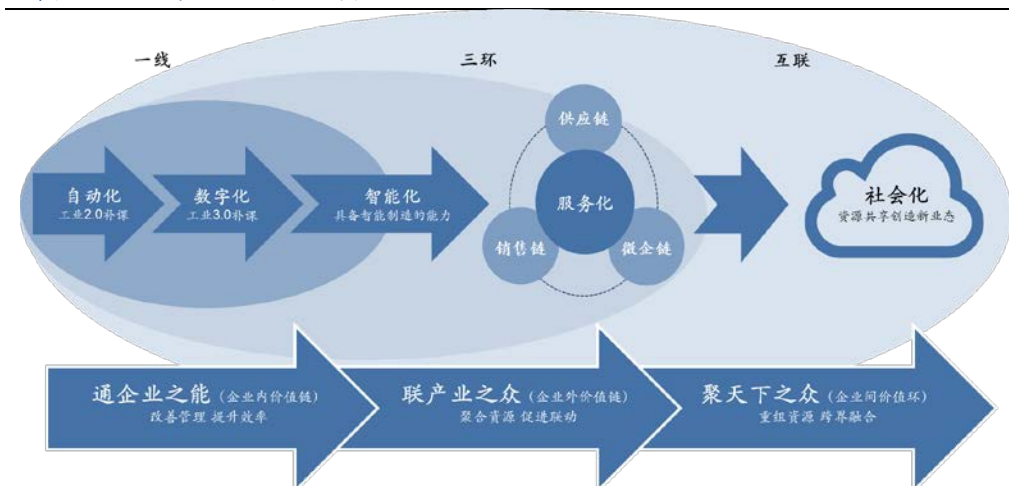 一线
三环
互联
供应链
自动化
工业2.0补课
数字化
工业3.0补课
智能化
具备智能制造的能力
服务化
销售链
微企链
社会化
资源共享创造新业态
通企业之能（企业内价值链）
改善管理 提升效率
联产业之众（企业外价值链）
聚合资源 促进联动
聚天下之众（企业间价值环）
重组资源 跨界融合